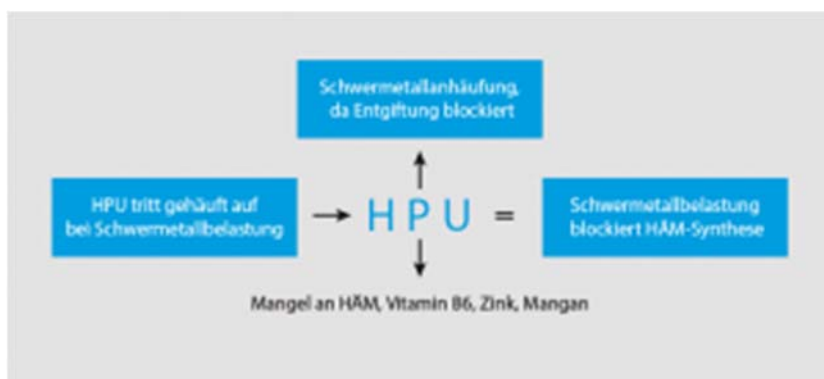 Schwermetallanhäufung,
da Entgiftung blockiert
HPU tritt gehäuft auf
bei Schwermetallbelastung
HPU
=
Schwermetallbelastung
blockiert HÄM-Synthese
Mangel an HÄM, Vitamin B6, Zink, Mangan